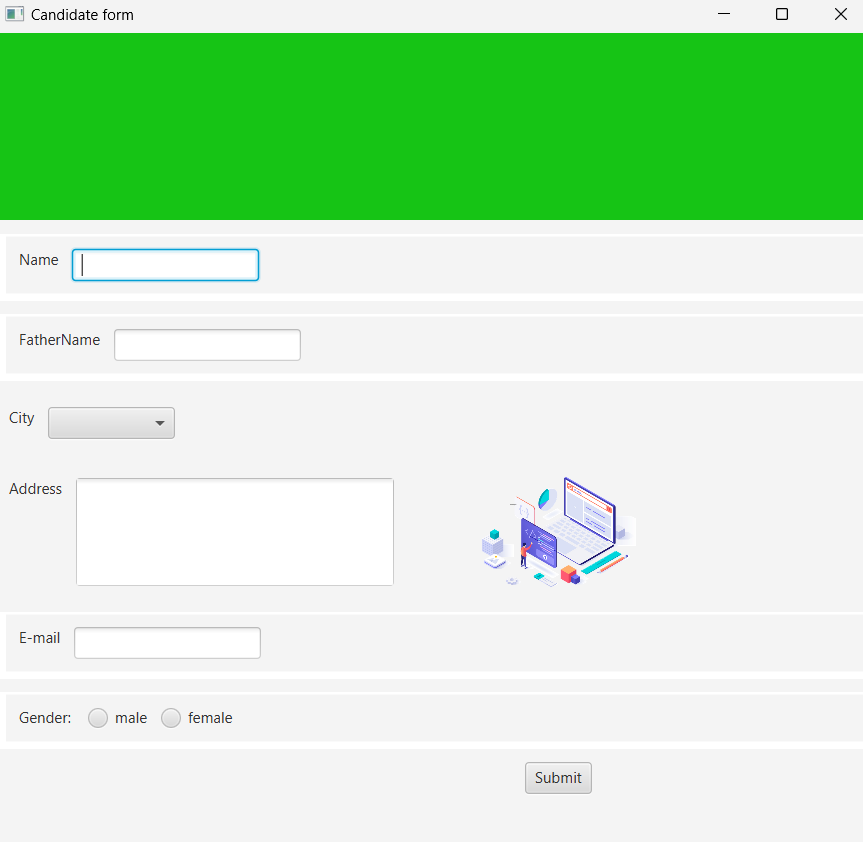 Candidate form
Name
FatherName
City
Address
E-mail
Gender: male female
Submit